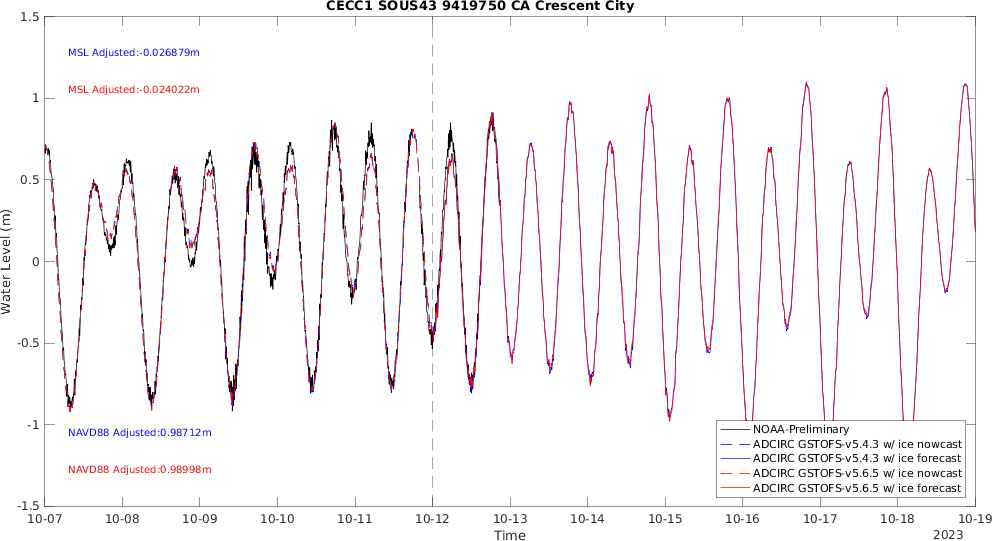 CECC1 SOUS43 9419750 CA Crescent City
1.5
MSL Adjusted:-0.026879m
1
MSL Adjusted:-0.024022m
0.5
Water Level (m)
0
-0.5
-1
NAVD88 Adjusted:0.98712m
NAVD88 Adjusted:0.98998m
-1.5
NOAA-Preliminary
ADCIRC GSTOFS-v5.4.3 w/ ice nowcast
ADCIRC GSTOFS-v5.4.3 w/ ice forecast
ADCIRC GSTOFS-v5.6.5 w/ ice nowcast
ADCIRC GSTOFS-v5.6.5 w/ ice forecast
10-07 10-08 10-09 10-10 10-11 10-12 10-13 10-14 10-15 10-16 10-17 10-18 10-19
Time
2023